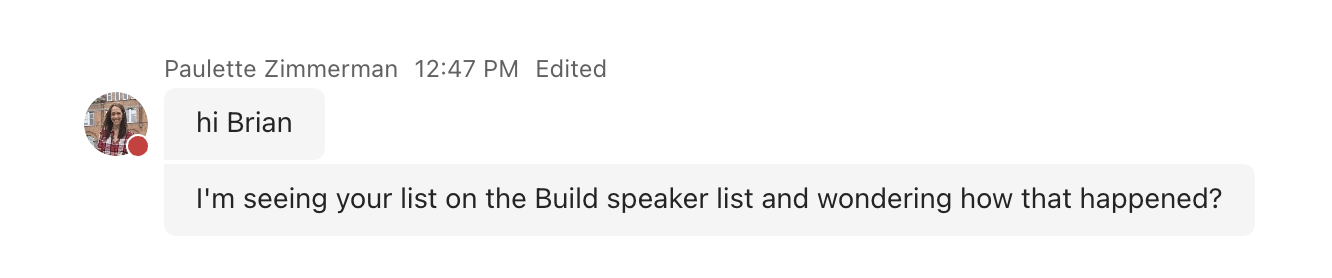 Paulette Zimmerman 12:47 PM Edited
hi Brian
I'm seeing your list on the Build speaker list and wondering how that happened?